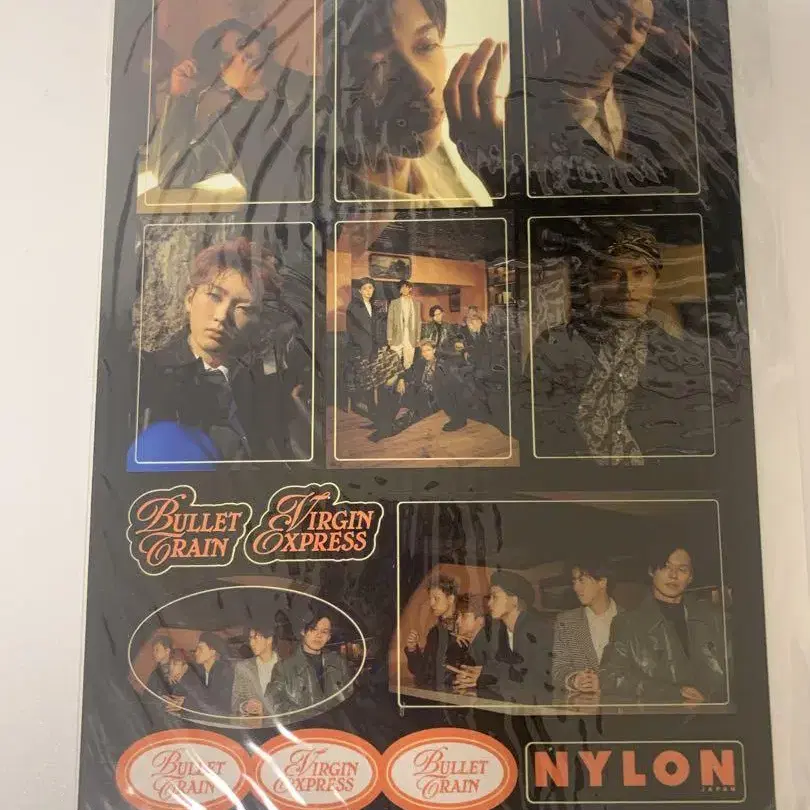 BULLET
TRAIN
VIRGIN
EXPRESS
BULLET
TRAIN
VIRGIN
EXPRESS
BULLET
TRAIN
NYLON
JAPAN